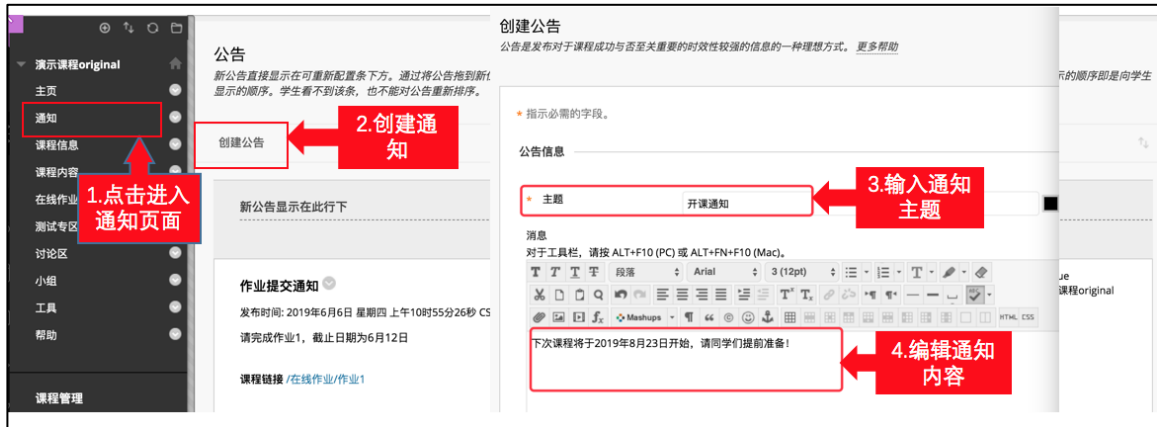 演示课程original
主页
通知
课程信息
课程内容
在线作业
测试专区
讨论区
小组
工具
帮助
课程管理
1.点击进入
通知页面
公告
新公告直接显示在可重新配置条下方。通过将公告拖到新位
显示的顺序。学生看不到该条，也不能对公告重新排序。
创建公告
2.创建通
知
新公告显示在此行下
作业提交通知
发布时间: 2019年6月6日 星期四 上午10时55分26秒 CS
请完成作业1，截止日期为6月12日
课程链接 /在线作业/作业1
创建公告
公告是发布对于课程成功与否至关重要的时效性较强的信息的一种理想方式。 更多帮助
* 指示必需的字段。
公告信息
* 主题 开课通知
3.输入通知
主题
消息
对于工具栏，请按 ALT+F10 (PC) 或 ALT+FN+F10 (Mac)。
T T T T 段落 Arial 3 (12pt) T
T² T₂
fx Mashups ¶ “ © HTML CSS
下次课程将于2019年8月23日开始，请同学们提前准备！
4.编辑通知
内容
示的顺序即是向学生
ue
课程original